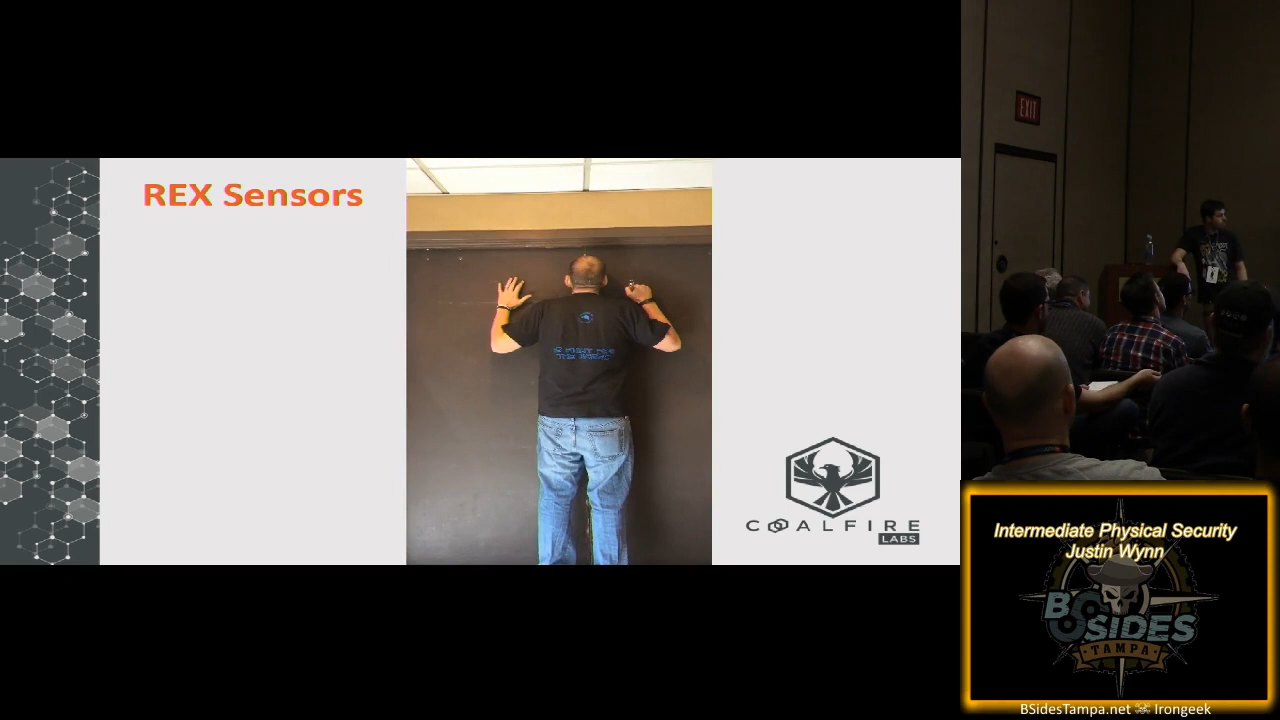 REX Sensors
COALFIRE
LABS
EXIT
Intermediate Physical Security
Justin Wynn
BSIDES
TAMPA
BSidesTampa.net Irongeek